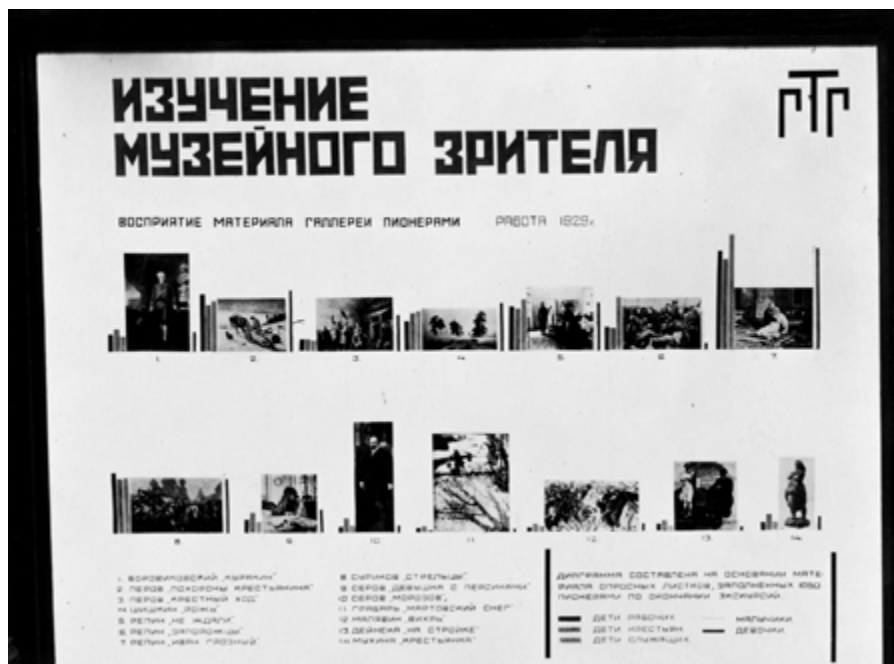 ИЗУЧЕНИЕ
МУЗЕЙНОГО ЗРИТЕЛЯ
ГТГ
ВОСПРИЯТИЕ МАТЕРИАЛА ГАЛЛЕРЕИ ПИОНЕРАМИ РАБОТА 1929 г.
1. 2. 3. 4. 5. 6. 7.
8. 9. 10. 11. 12. 13. 14.
1. БОРОВИКОВСКИЙ „КУРАКИН"
2. ПЕРОВ „ПОХОРОНЫ КРЕСТЬЯНИНА"
3. ПЕРОВ „КРЕСТНЫЙ ХОД"
4. ШИШКИН „РОЖЬ"
5. РЕПИН „НЕ ЖДАЛИ"
6. РЕПИН „ЗАПОРОЖЦЫ"
7. РЕПИН „ИВАН ГРОЗНЫЙ"
8. СУРИКОВ „СТРЕЛЬЦЫ"
9. СЕРОВ „ДЕВУШКА С ПЕРСИКАМИ"
10. СЕРОВ „МОРОЗОВ"
11. ГРАБАРЬ „МАРТОВСКИЙ СНЕГ"
12. МАЛЯВИН „ВИХРЬ"
13. ДЕЙНЕКА „НА СТРОЙКЕ"
14. МУХИНА „КРЕСТЬЯНКА"
ДИАГРАММА СОСТАВЛЕНА НА ОСНОВАНИИ МАТЕ-
РИАЛА ОПРОСНЫХ ЛИСТКОВ, ЗАПОЛНЕННЫХ
ПИОНЕРАМИ ПО ОКОНЧАНИИ ЭКСКУРСИЙ.
ДЕТИ РАБОЧИХ
ДЕТИ КРЕСТЬЯН
ДЕТИ СЛУЖАЩИХ
МАЛЬЧИКИ
ДЕВОЧКИ